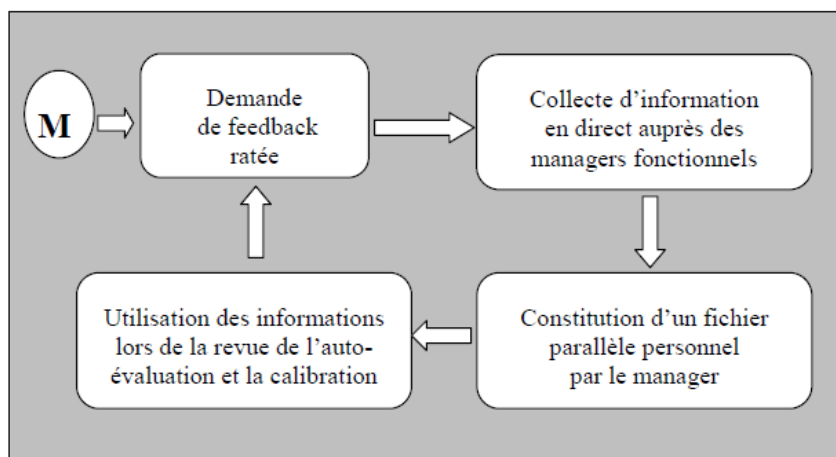 M
Demande
de feedback
ratée
Collecte d'information
en direct auprès des
managers fonctionnels
Constitution d'un fichier
parallèle personnel
par le manager
Utilisation des informations
lors de la revue de l'auto-
évaluation et la calibration